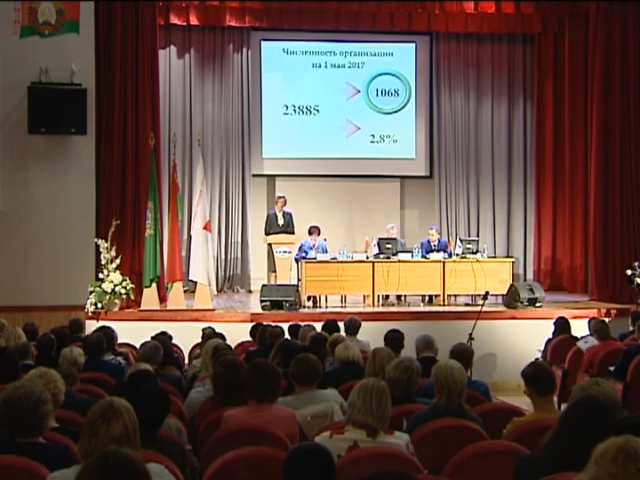 Численность организации
на 1 мая 2017
1068
23885
2,8%